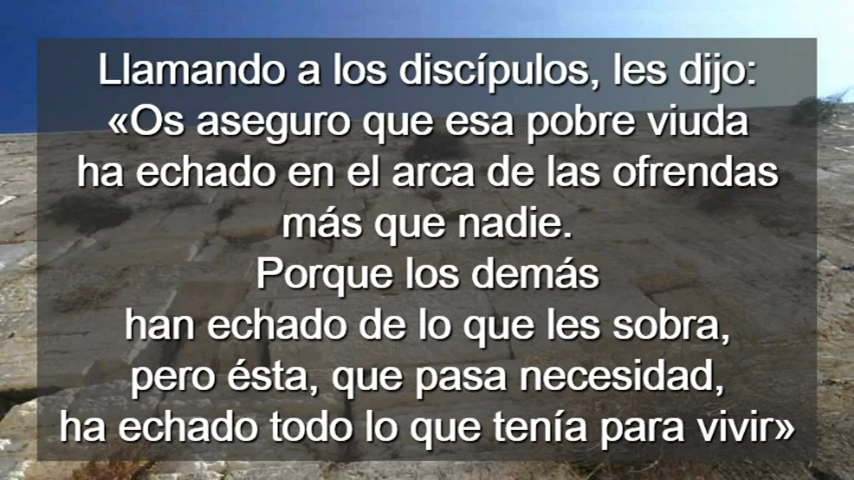 Llamando a los discípulos, les dijo:
«Os aseguro que esa pobre viuda
ha echado en el arca de las ofrendas
más que nadie.
Porque los demás
han echado de lo que les sobra,
pero ésta, que pasa necesidad,
ha echado todo lo que tenía para vivir»